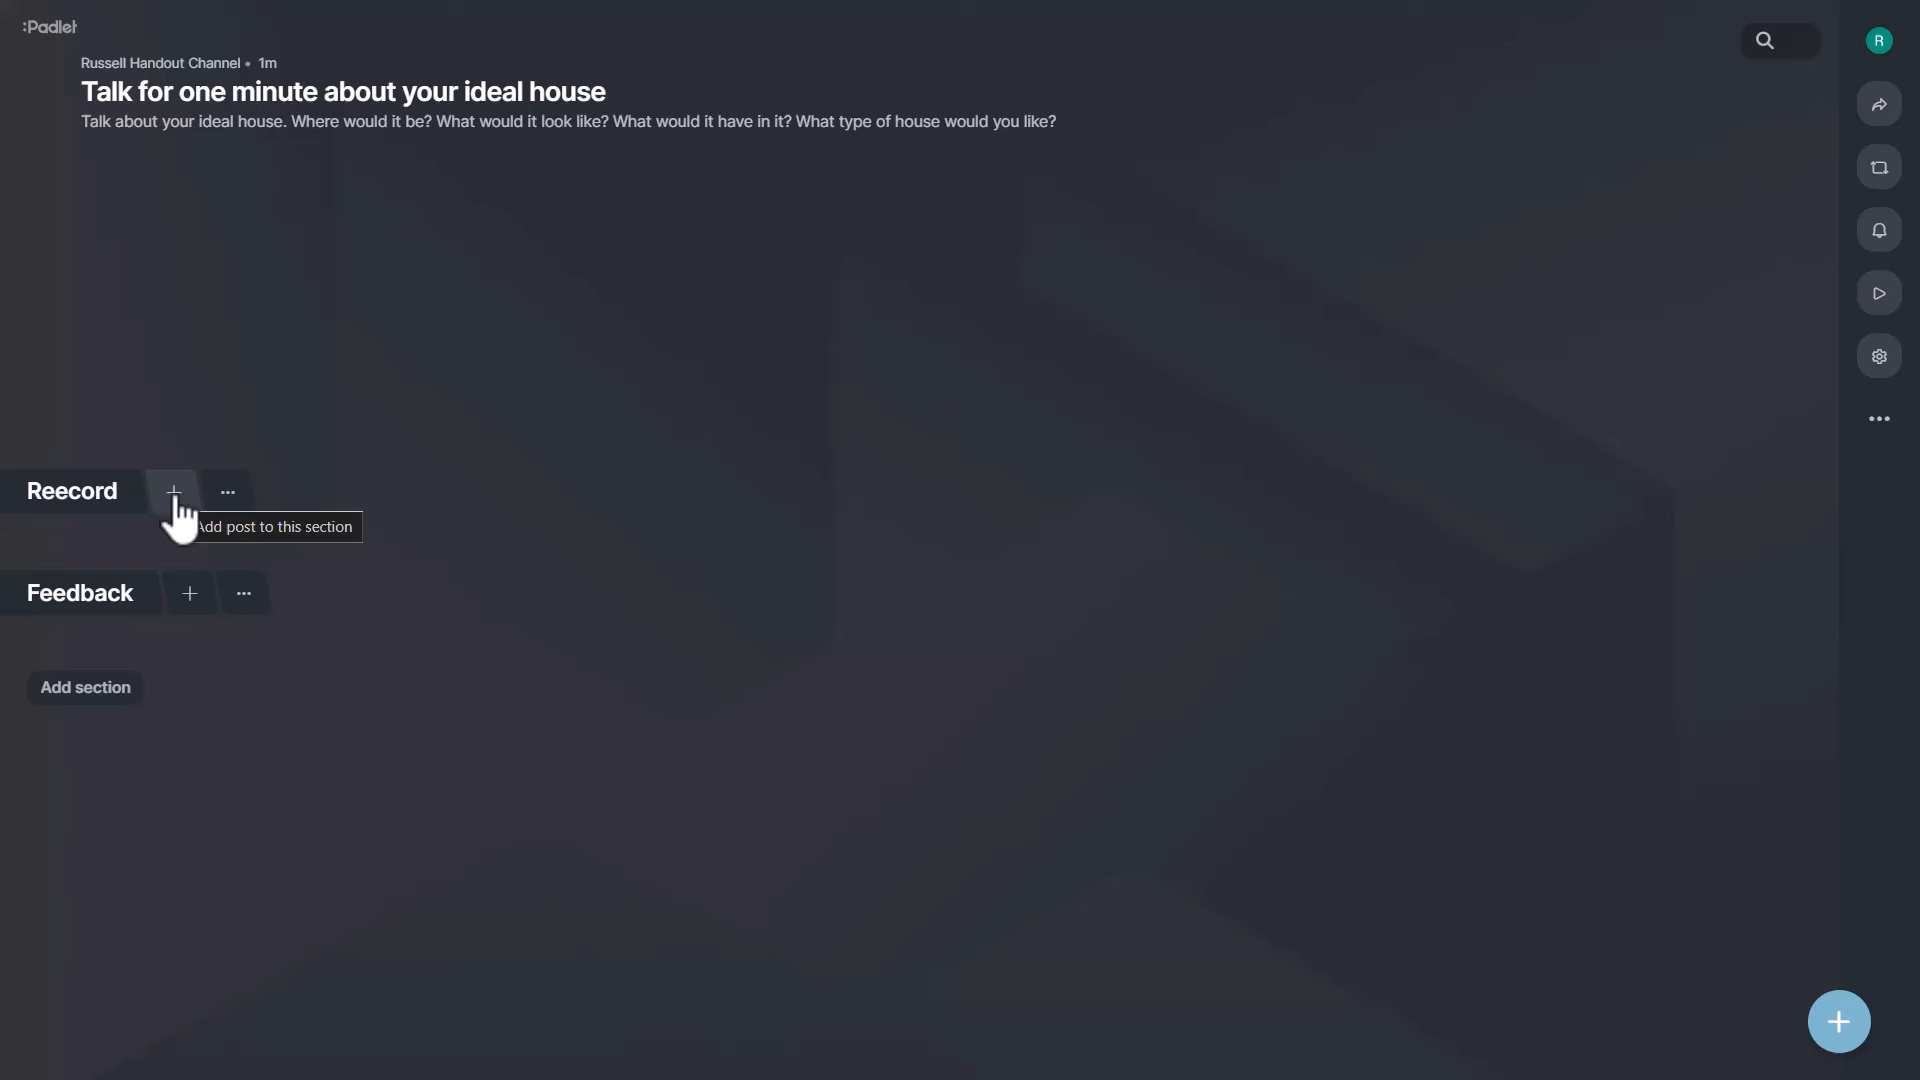 :Padlet
Russell Handout Channel • 1m
Talk for one minute about your ideal house
Talk about your ideal house. Where would it be? What would it look like? What would it have in it? What type of house would you like?
R
Reecord
Add post to this section
Feedback
Add section